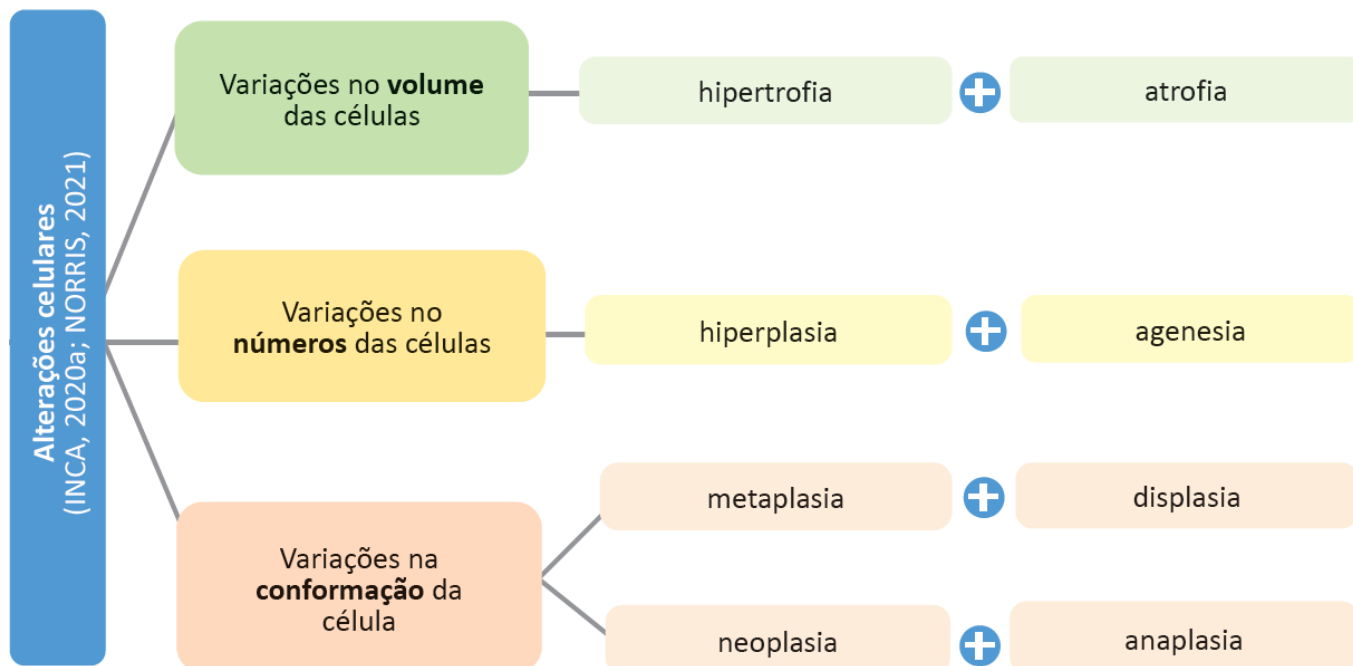 Alterações celulares
(INCA, 2020a; NORRIS, 2021)
Variações no volume
das células
hipertrofia
atrofia
Variações no
números das células
hiperplasia
agenesia
Variações na
conformação da
célula
metaplasia
displasia
neoplasia
anaplasia